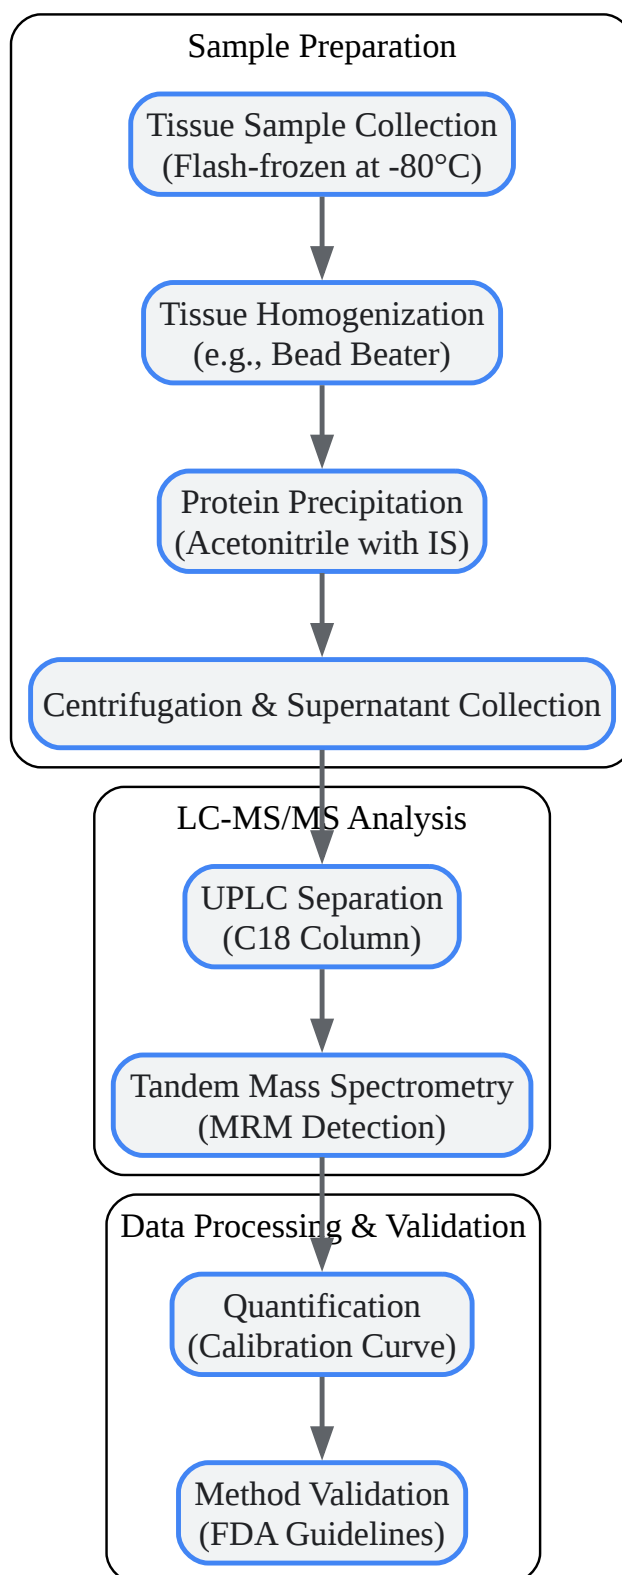 Sample Preparation
Tissue Sample Collection
(Flash-frozen at -80°C)
Tissue Homogenization
(e.g., Bead Beater)
Protein Precipitation
(Acetonitrile with IS)
Centrifugation & Supernatant Collection
LC-MS/MS Analysis
UPLC Separation
(C18 Column)
Tandem Mass Spectrometry
(MRM Detection)
Data Processing & Validation
Quantification
(Calibration Curve)
Method Validation
(FDA Guidelines)